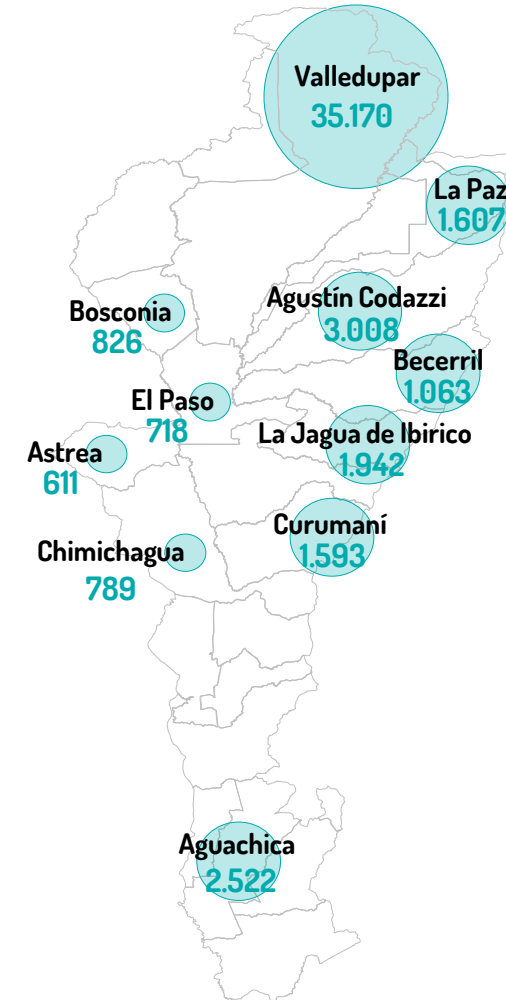 Valledupar
35.170
La Paz
1.607
Agustín Codazzi
3.008
Bosconia
826
Becerril
1.063
El Paso
718
La Jagua de Ibirico
1.942
Astrea
611
Curumaní
1.593
Chimichagua
789
Aguachica
2.522